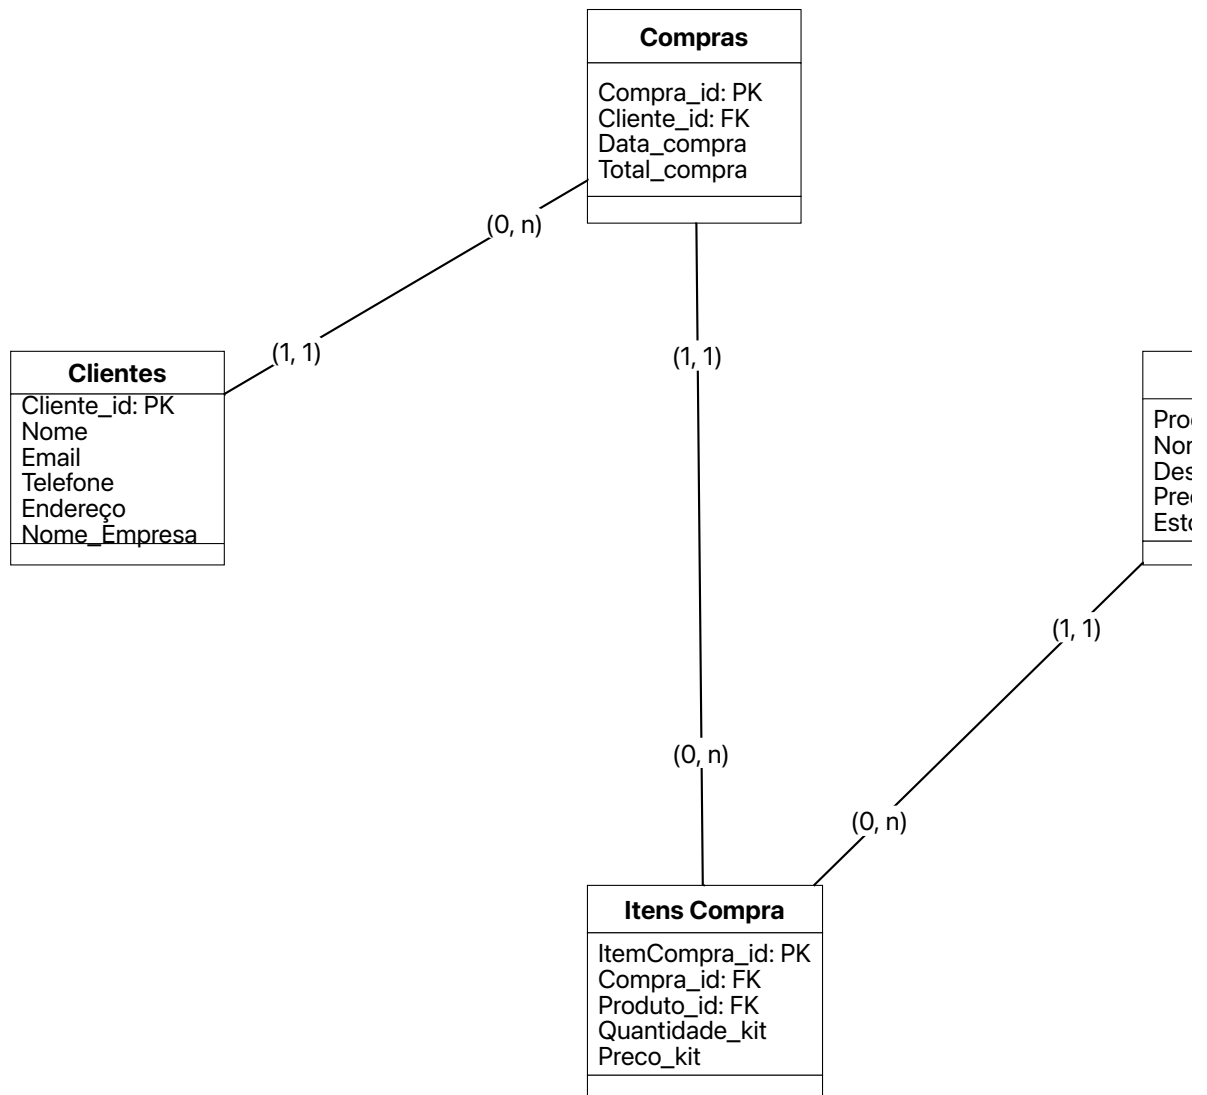 Compras
Compra_id: PK
Cliente_id: FK
Data_compra
Total_compra
(0, n)
(1, 1)
(1, 1)
Clientes
Cliente_id: PK
Nome
Email
Telefone
Endereço
Nome_Empresa
(1, 1)
(0, n)
(0, n)
Itens Compra
ItemCompra_id: PK
Compra_id: FK
Produto_id: FK
Quantidade_kit
Preco_kit